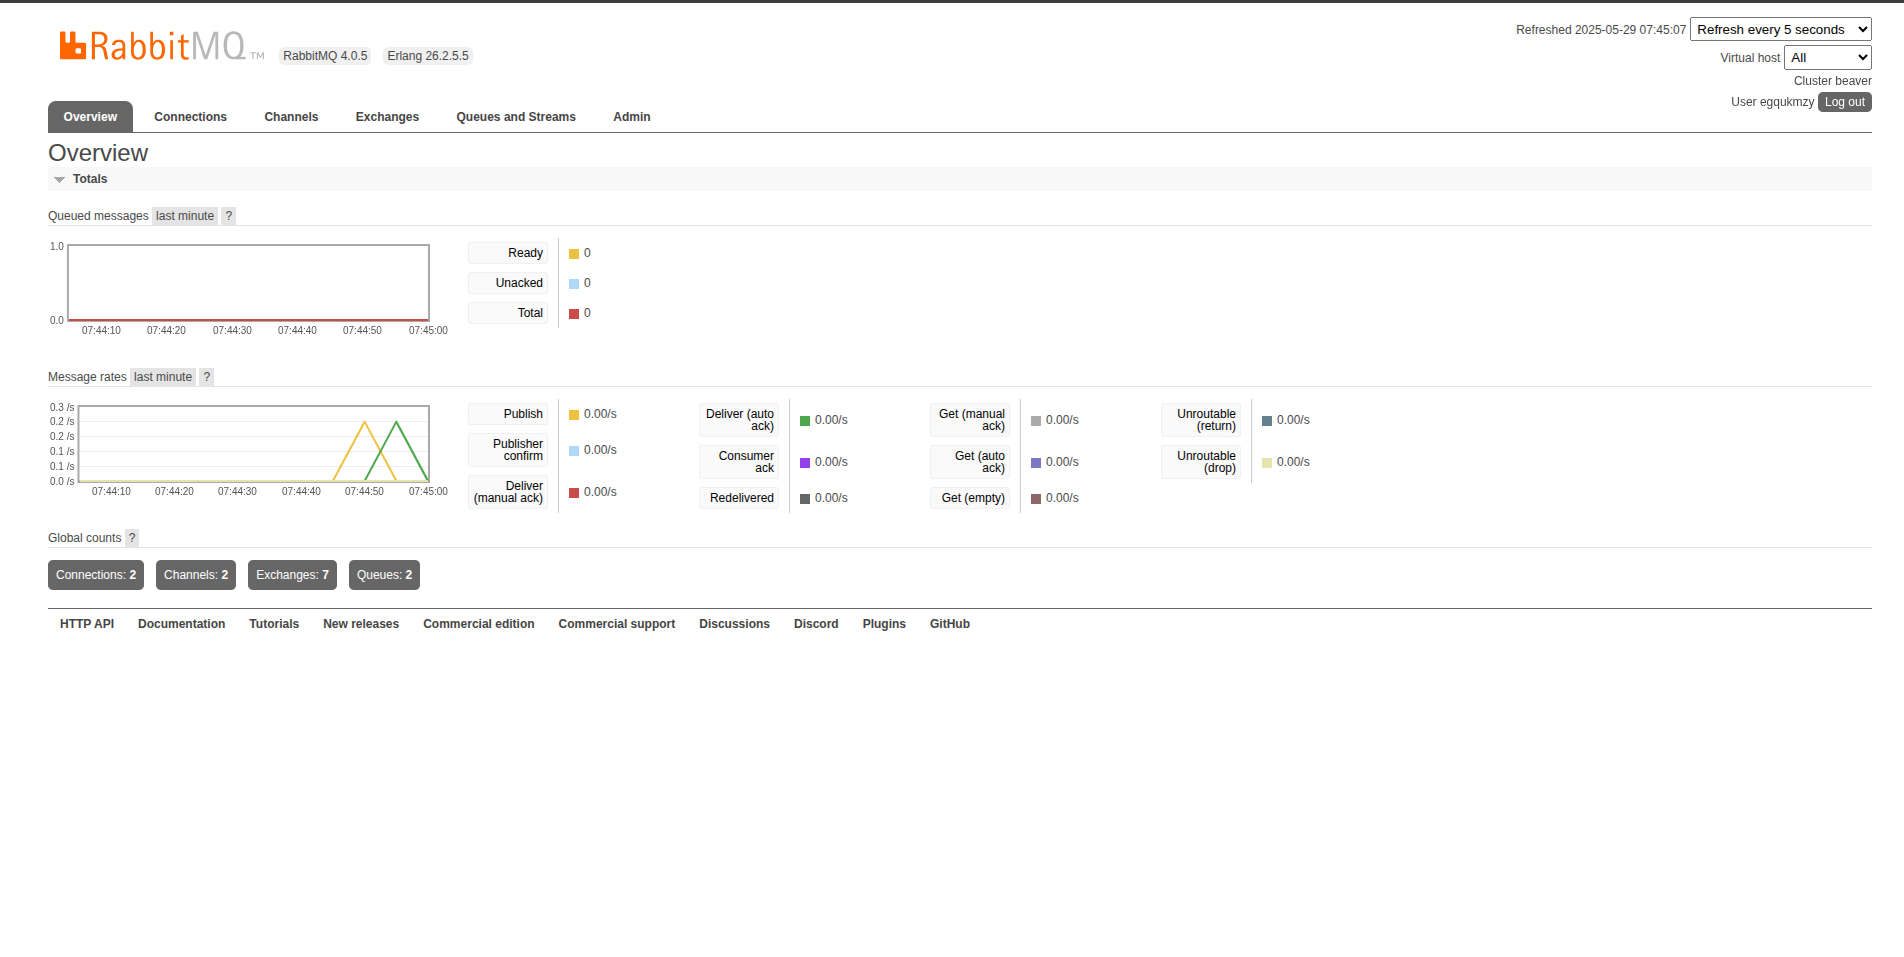 RabbitMQ TM RabbitMQ 4.0.5 Erlang 26.2.5.5
Refreshed 2025-05-29 07:45:07 Refresh every 5 seconds
Virtual host All
Cluster beaver
User egqukmzy Log out
Overview Connections Channels Exchanges Queues and Streams Admin
Overview
Totals
Queued messages last minute ?
1.0
0.0
07:44:10 07:44:20 07:44:30 07:44:40 07:44:50 07:45:00
Ready 0
Unacked 0
Total 0
Message rates last minute ?
0.3 /s
0.2 /s
0.2 /s
0.1 /s
0.1 /s
0.0 /s
07:44:10 07:44:20 07:44:30 07:44:40 07:44:50 07:45:00
Publish 0.00/s
Publisher
confirm 0.00/s
Deliver
(manual ack) 0.00/s
Deliver (auto
ack) 0.00/s
Consumer
ack 0.00/s
Redelivered 0.00/s
Get (manual
ack) 0.00/s
Get (auto
ack) 0.00/s
Get (empty) 0.00/s
Unroutable
(return) 0.00/s
Unroutable
(drop) 0.00/s
Global counts ?
Connections: 2 Channels: 2 Exchanges: 7 Queues: 2
HTTP API Documentation Tutorials New releases Commercial edition Commercial support Discussions Discord Plugins GitHub